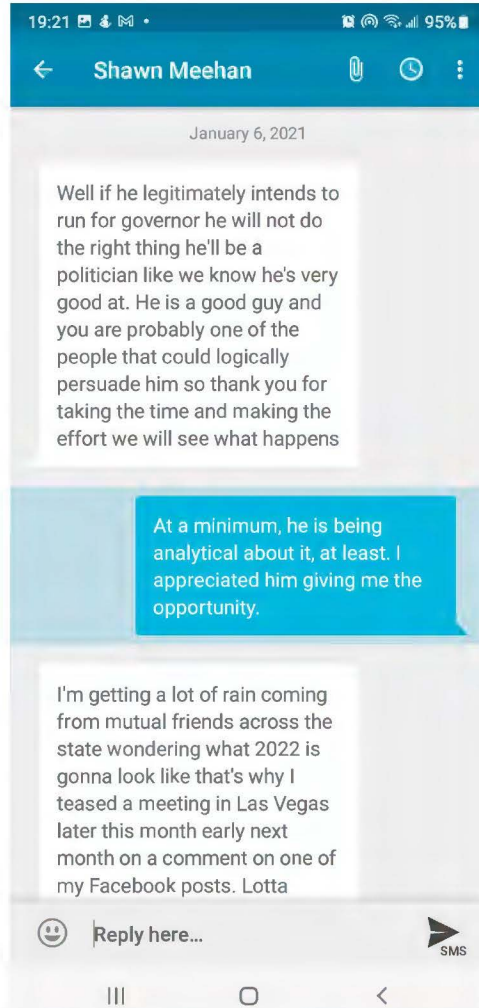 19:21
95%
Shawn Meehan
January 6, 2021
Well if he legitimately intends to
run for governor he will not do
the right thing he'll be a
politician like we know he's very
good at. He is a good guy and
you are probably one of the
people that could logically
persuade him so thank you for
taking the time and making the
effort we will see what happens
At a minimum, he is being
analytical about it, at least. I
appreciated him giving me the
opportunity.
I'm getting a lot of rain coming
from mutual friends across the
state wondering what 2022 is
gonna look like that's why I
teased a meeting in Las Vegas
later this month early next
month on a comment on one of
my Facebook posts. Lotta
Reply here...
SMS